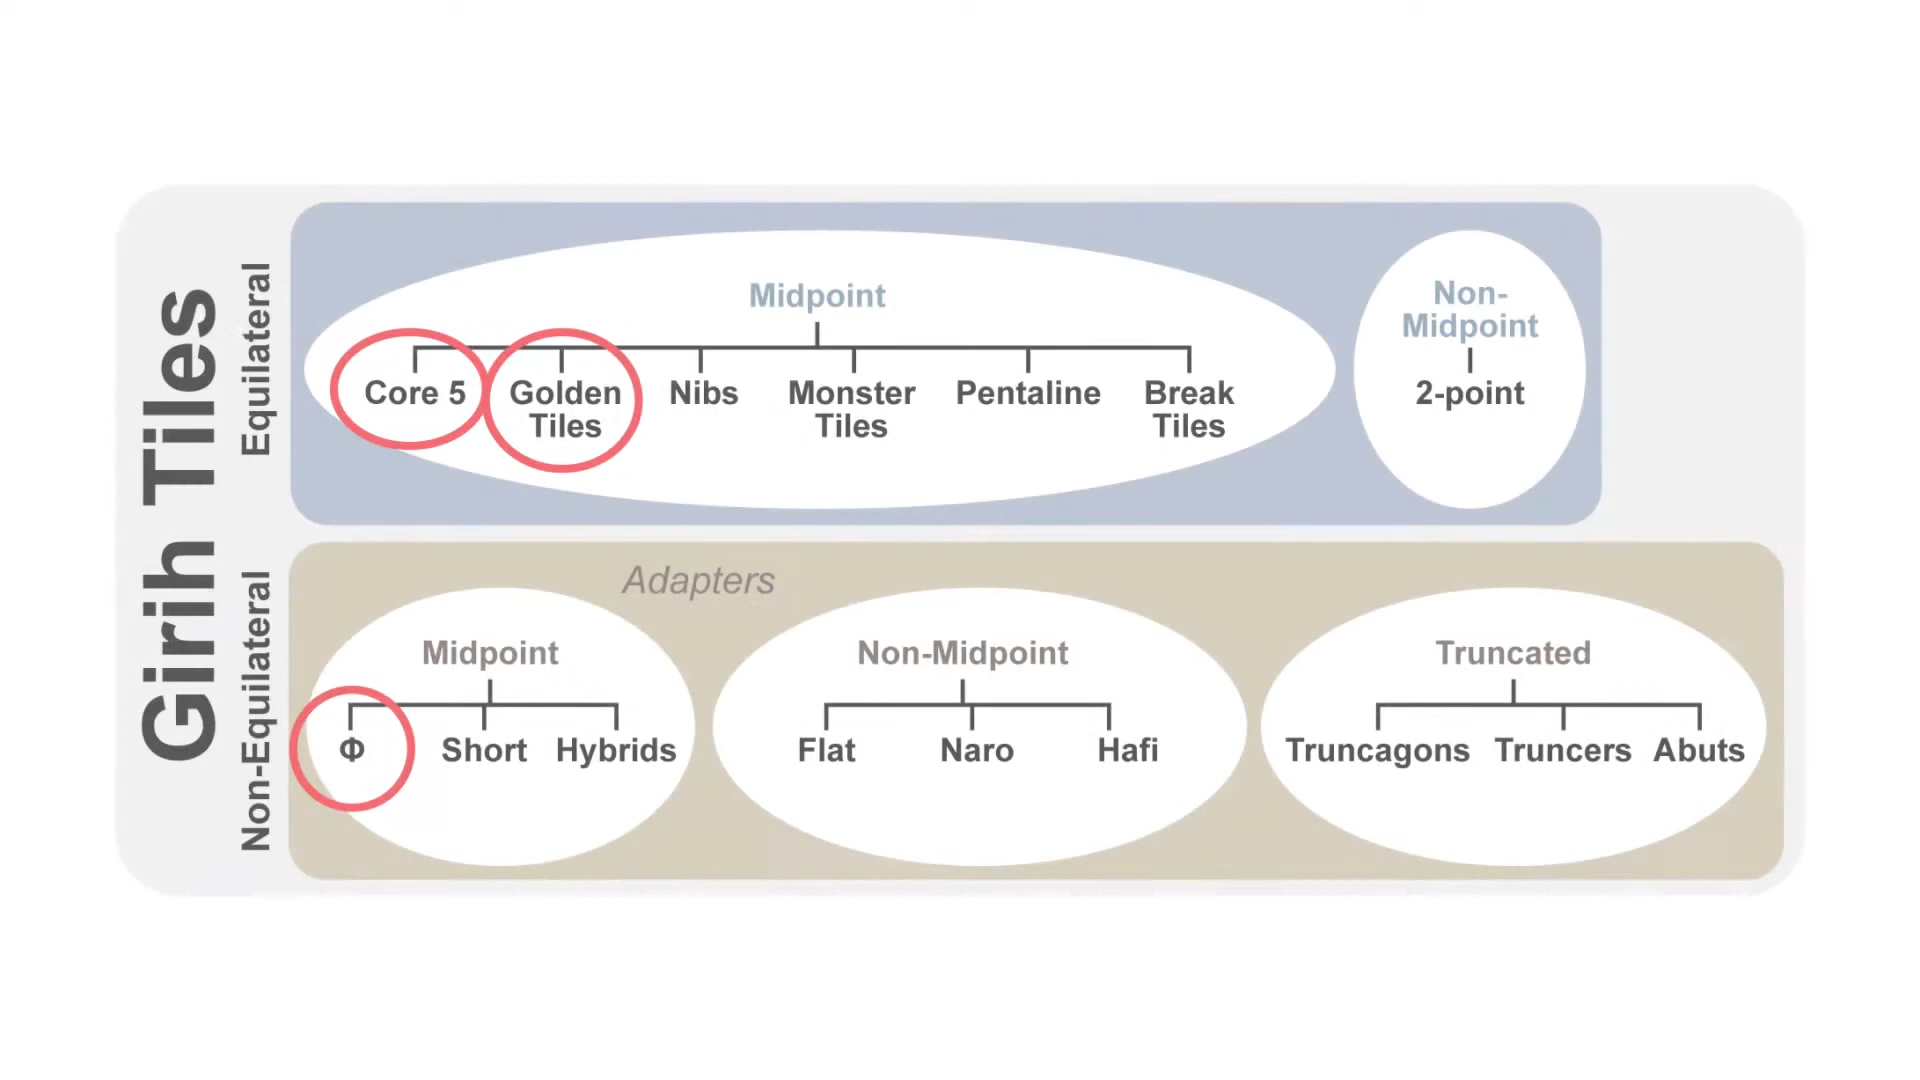 Girih Tiles
Equilateral
Midpoint
Core 5
Golden
Tiles
Nibs
Monster
Tiles
Pentaline
Break
Tiles
Non-
Midpoint
2-point
Non-Equilateral
Adapters
Midpoint
Φ
Short
Hybrids
Non-Midpoint
Flat
Naro
Hafi
Truncated
Truncagons
Truncers
Abuts